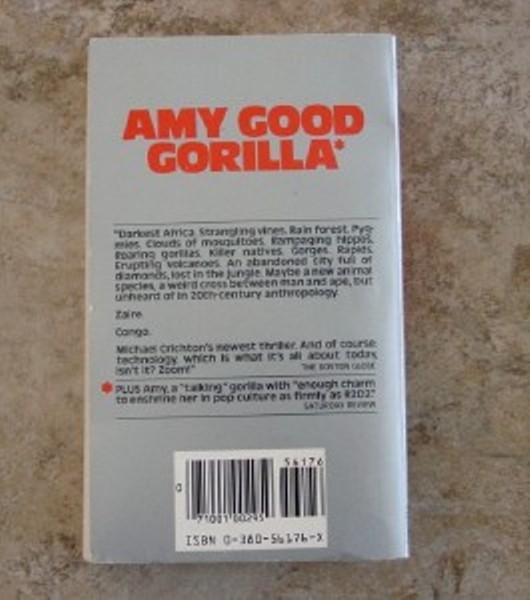 AMY GOOD
GORILLA*
"Darkest Africa. Strangling vines. Rain forest. Pyg-
mies. Clouds of mosquitoes. Rampaging hippos.
Roaring gorillas. Killer natives. Gorges. Rapids.
Erupting volcanoes. An abandoned city full of
diamonds, lost in the jungle. Maybe a new animal
species, a weird cross between man and ape, but
unheard of in 20th-century anthropology.
Zaire.
Congo.
Michael Crichton's newest thriller. And of course
technology, which is what it's all about today,
isn't it? Zoom!" THE BOSTON GLOBE
* PLUS Amy, a "talking" gorilla with "enough charm
to enshrine her in pop culture as firmly as R2D2."
SATURDAY REVIEW
56176
0
71001 00295
ISBN 0-380-56176-X